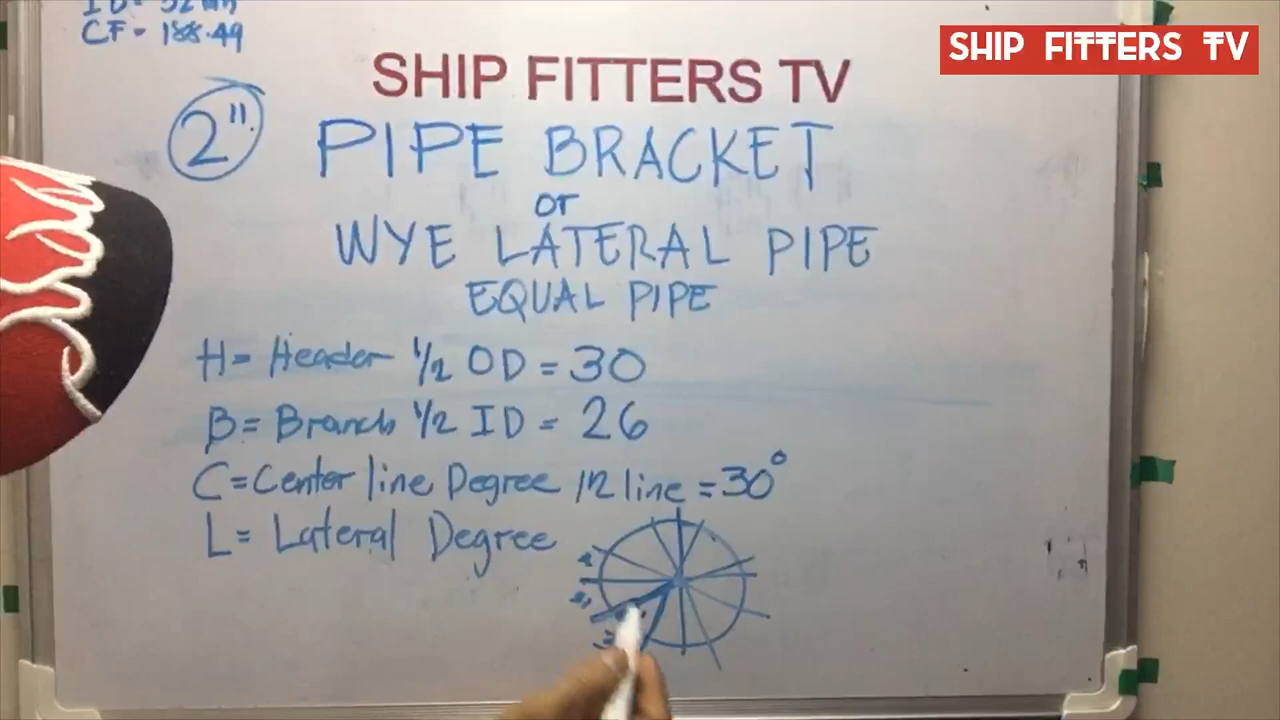 CF = 188.49
SHIP FITTERS TV
SHIP FITTERS TV
2"
PIPE BRACKET
or
WYE LATERAL PIPE
EQUAL PIPE
H = Header 1/2 OD = 30
B = Branch 1/2 ID = 26
C = Center line Degree 12 line = 30°
L = Lateral Degree